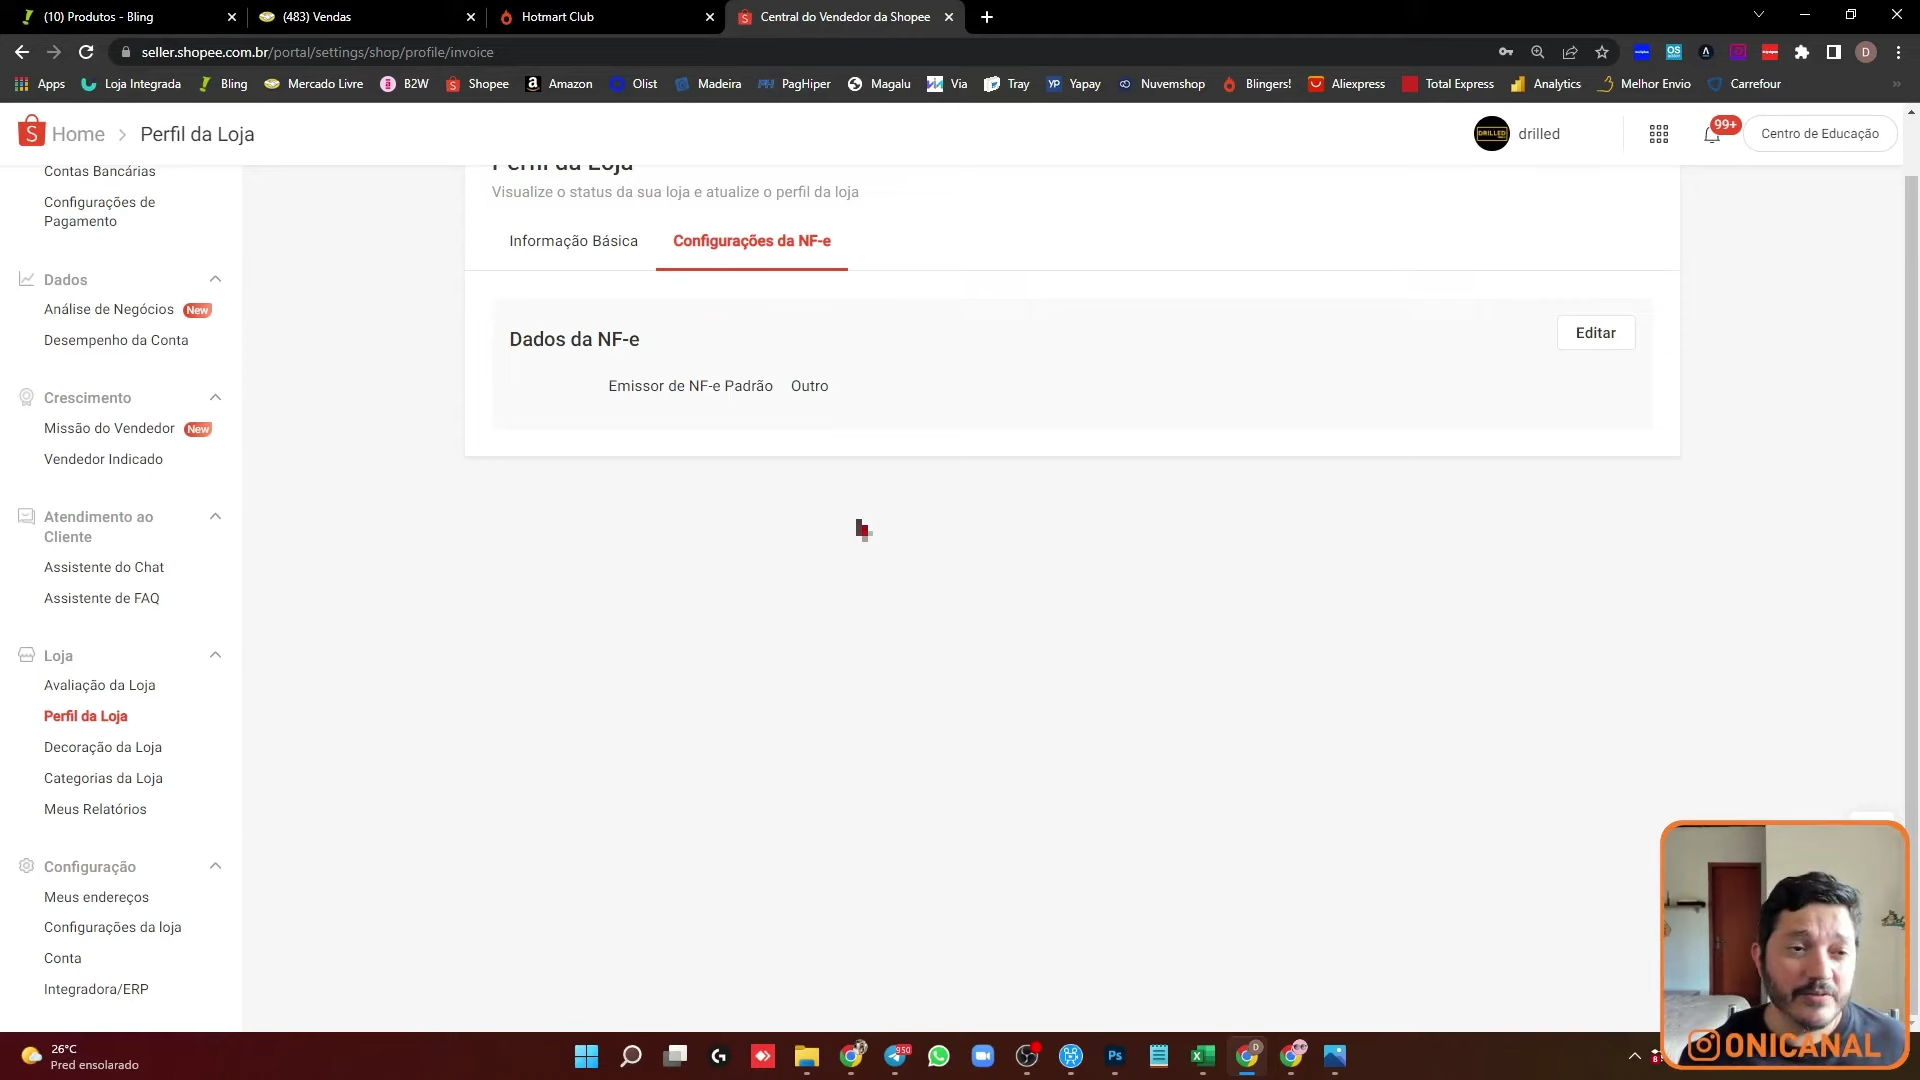 (10) Produtos - Bling
(483) Vendas
Hotmart Club
Central do Vendedor da Shopee
seller.shopee.com.br/portal/settings/shop/profile/invoice
OS
D
Apps
Loja Integrada
Bling
Mercado Livre
B2W
Shopee
Amazon
Olist
Madeira
PagHiper
Magalu
Via
Tray
Yapay
Nuvemshop
Blingers!
Aliexpress
Total Express
Analytics
Melhor Envio
Carrefour
Home > Perfil da Loja
DRILLED
drilled
99+
Centro de Educação
Contas Bancárias
Configurações de
Pagamento
Dados
Análise de Negócios New
Desempenho da Conta
Crescimento
Missão do Vendedor New
Vendedor Indicado
Atendimento ao
Cliente
Assistente do Chat
Assistente de FAQ
Loja
Avaliação da Loja
Perfil da Loja
Decoração da Loja
Categorias da Loja
Meus Relatórios
Configuração
Meus endereços
Configurações da loja
Conta
Integradora/ERP
Perfil da Loja
Visualize o status da sua loja e atualize o perfil da loja
Informação Básica
Configurações da NF-e
Dados da NF-e
Editar
Emissor de NF-e Padrão Outro
26°C
Pred ensolarado
950
Ps
D
ONICANAL